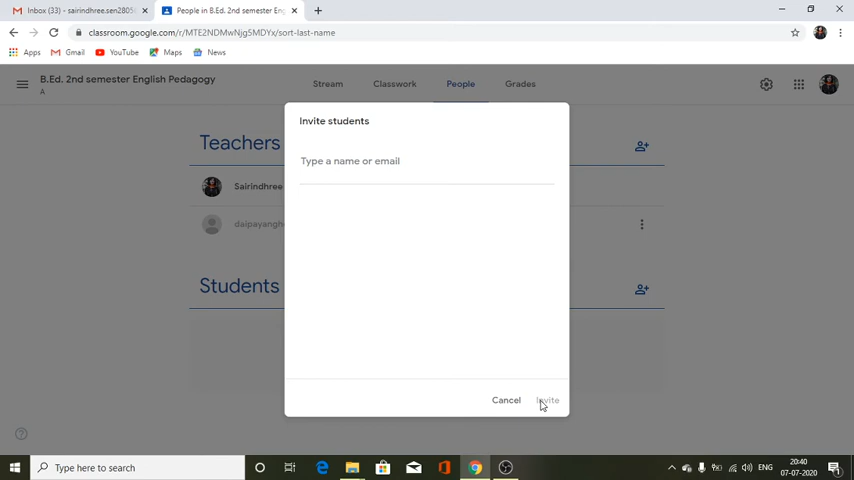 Inbox (33) - sairindhree.sen2805
People in B.Ed. 2nd semester Eng
classroom.google.com/r/MTE2NDMwNjg5MDYx/sort-last-name
Apps Gmail YouTube Maps News
B.Ed. 2nd semester English Pedagogy
A
Stream Classwork People Grades
Invite students
Teachers
Type a name or email
Sairindhree
daipayangh
Students
Cancel Invite
Type here to search
ENG
20:40
07-07-2020